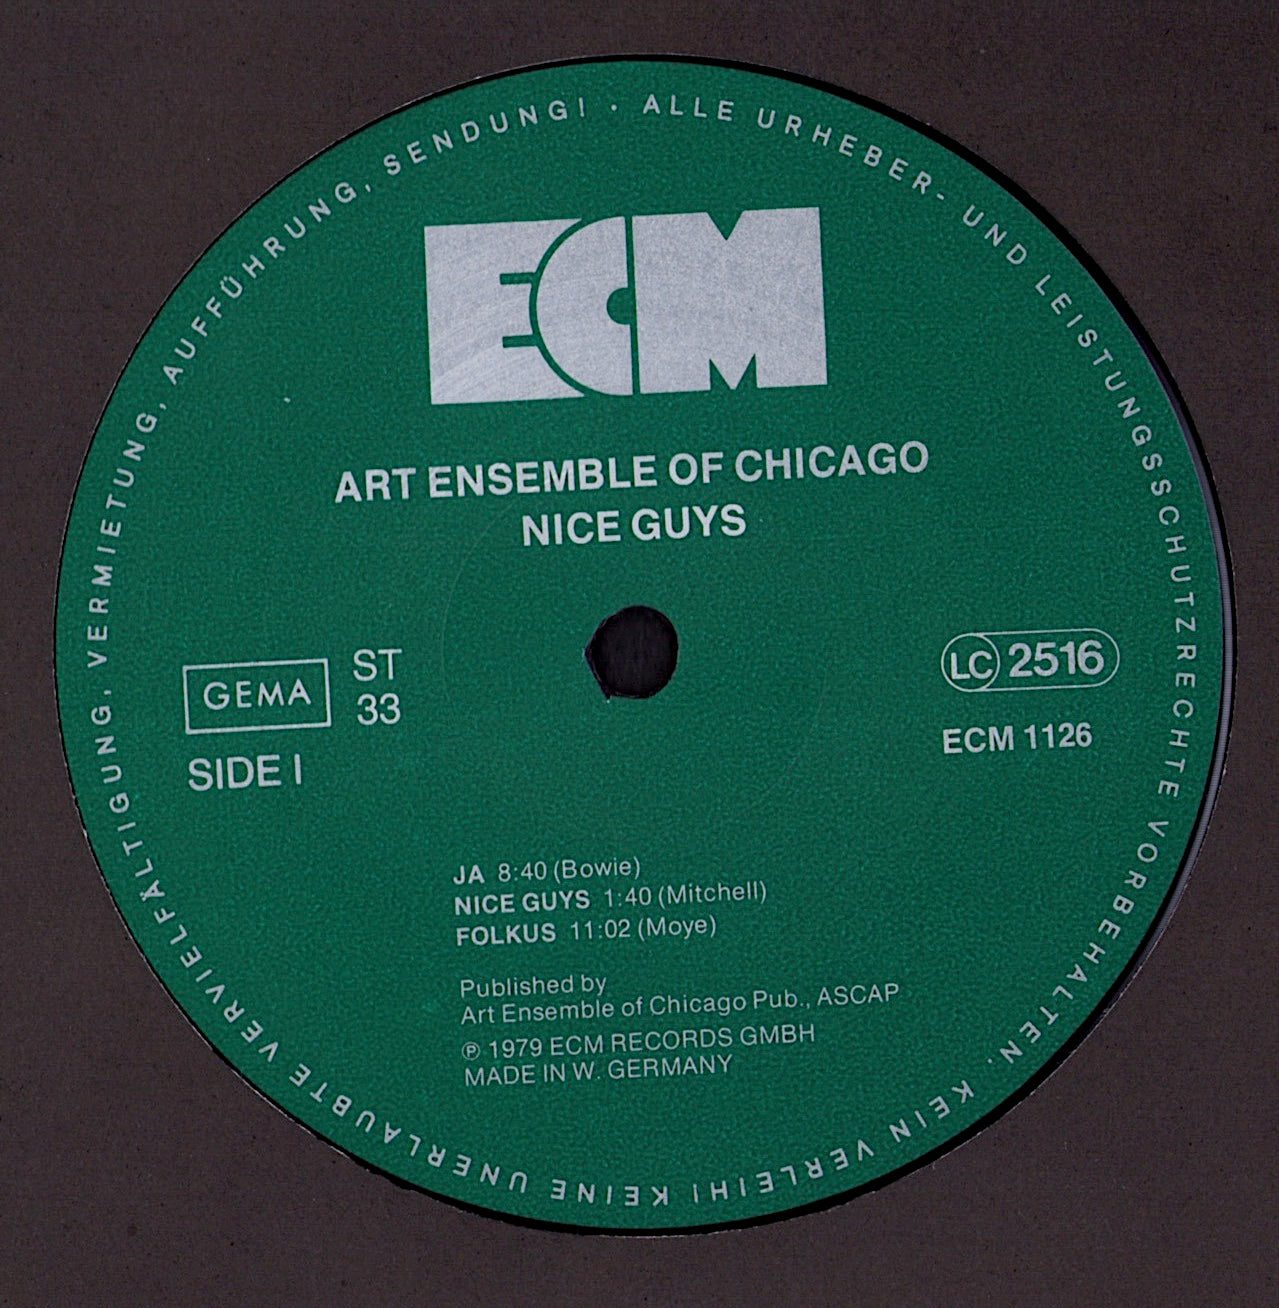 ALLE URHEBER- UND LEISTUNGSSCHUTZRECHTE VORBEHALTEN. KEIN VERLEIH! KEINE UNERLAUBTE VERVIELFÄLTIGUNG, VERMIETUNG, AUFFÜHRUNG, SENDUNG! ·
ECM
ART ENSEMBLE OF CHICAGO
NICE GUYS
GEMA
ST
33
SIDE I
LC 2516
ECM 1126
JA 8:40 (Bowie)
NICE GUYS 1:40 (Mitchell)
FOLKUS 11:02 (Moye)
Published by
Art Ensemble of Chicago Pub., ASCAP
℗ 1979 ECM RECORDS GMBH
MADE IN W. GERMANY